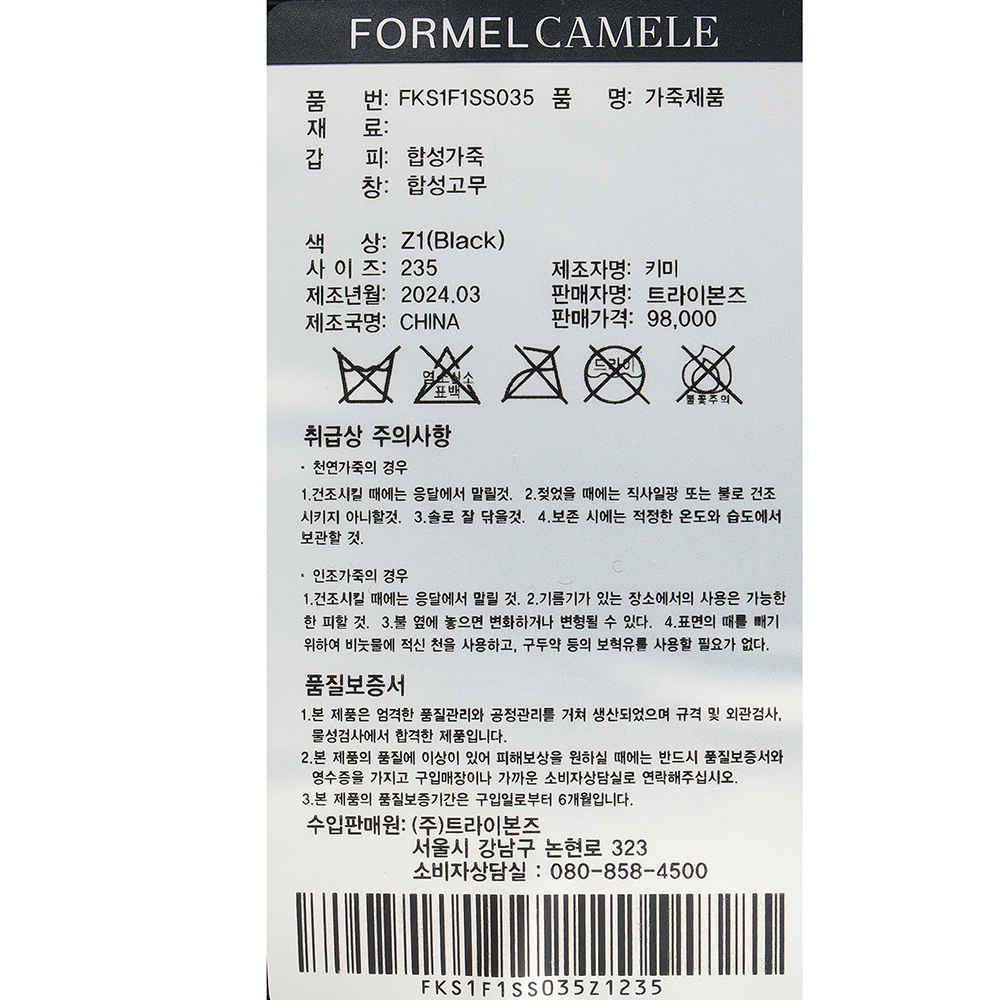 FORMEL CAMELE
품 번: FKS1F1SS035 품 명: 가죽제품
재 료:
갑 피: 합성가죽
창: 합성고무
색 상: Z1(Black)
사 이 즈: 235 제조자명: 키미
제조년월: 2024.03 판매자명: 트라이본즈
제조국명: CHINA 판매가격: 98,000
염소산소
표백
드라이
불꽃주의
취급상 주의사항
· 천연가죽의 경우
1.건조시킬 때에는 응달에서 말릴것. 2.젖었을 때에는 직사일광 또는 불로 건조
시키지 아니할것. 3.솔로 잘 닦을것. 4.보존 시에는 적정한 온도와 습도에서
보관할 것.
· 인조가죽의 경우
1.건조시킬 때에는 응달에서 말릴 것. 2.기름기가 있는 장소에서의 사용은 가능한
한 피할 것. 3.불 옆에 놓으면 변화하거나 변형될 수 있다. 4.표면의 때를 빼기
위하여 비눗물에 적신 천을 사용하고, 구두약 등의 보혁유를 사용할 필요가 없다.
품질보증서
1.본 제품은 엄격한 품질관리와 공정관리를 거쳐 생산되었으며 규격 및 외관검사,
물성검사에서 합격한 제품입니다.
2.본 제품의 품질에 이상이 있어 피해보상을 원하실 때에는 반드시 품질보증서와
영수증을 가지고 구입매장이나 가까운 소비자상담실로 연락해주십시오.
3.본 제품의 품질보증기간은 구입일로부터 6개월입니다.
수입판매원: (주)트라이본즈
서울시 강남구 논현로 323
소비자상담실 : 080-858-4500
FKS1F1SS035Z1235